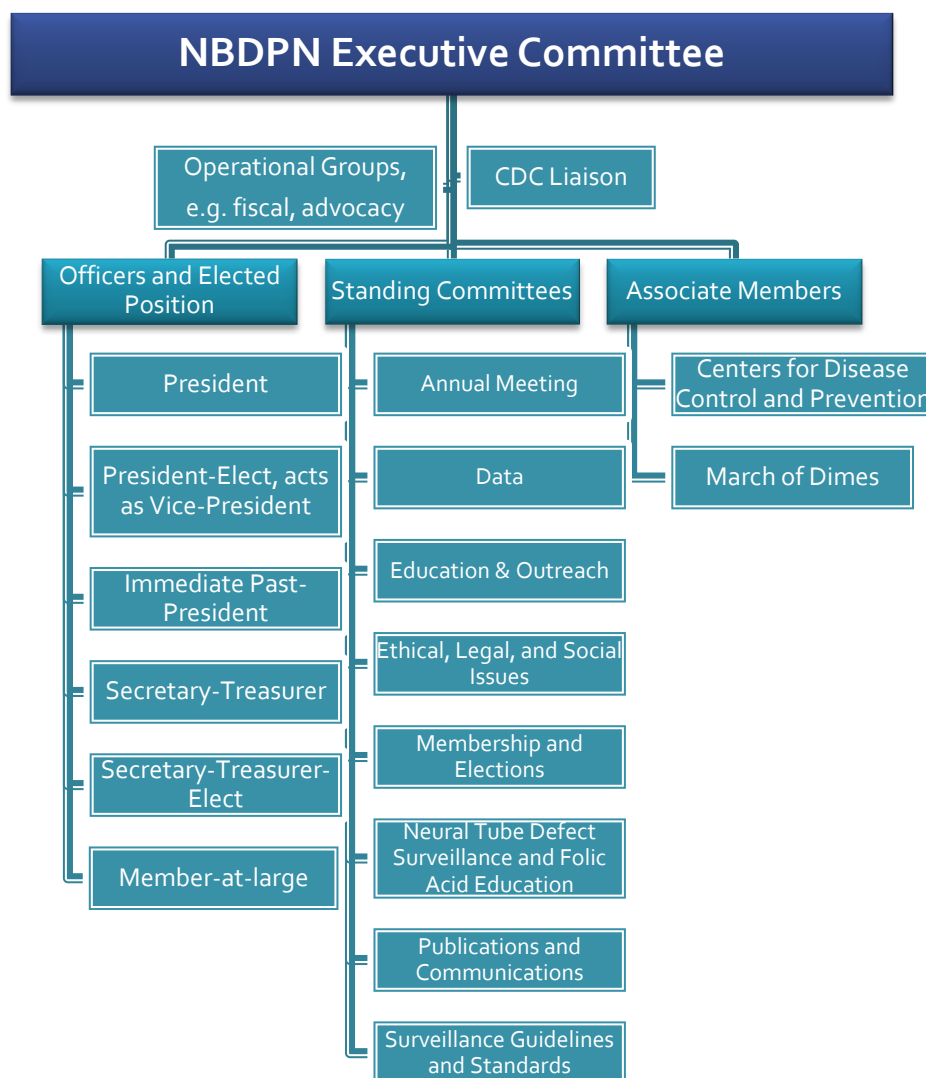 NBDPN Executive Committee
Operational Groups,
e.g. fiscal, advocacy
CDC Liaison
Officers and Elected
Position
Standing Committees
Associate Members
President
President-Elect, acts
as Vice-President
Immediate Past-
President
Secretary-Treasurer
Secretary-Treasurer-
Elect
Member-at-large
Annual Meeting
Data
Education & Outreach
Ethical, Legal, and Social
Issues
Membership and
Elections
Neural Tube Defect
Surveillance and Folic
Acid Education
Publications and
Communications
Surveillance Guidelines
and Standards
Centers for Disease
Control and Prevention
March of Dimes